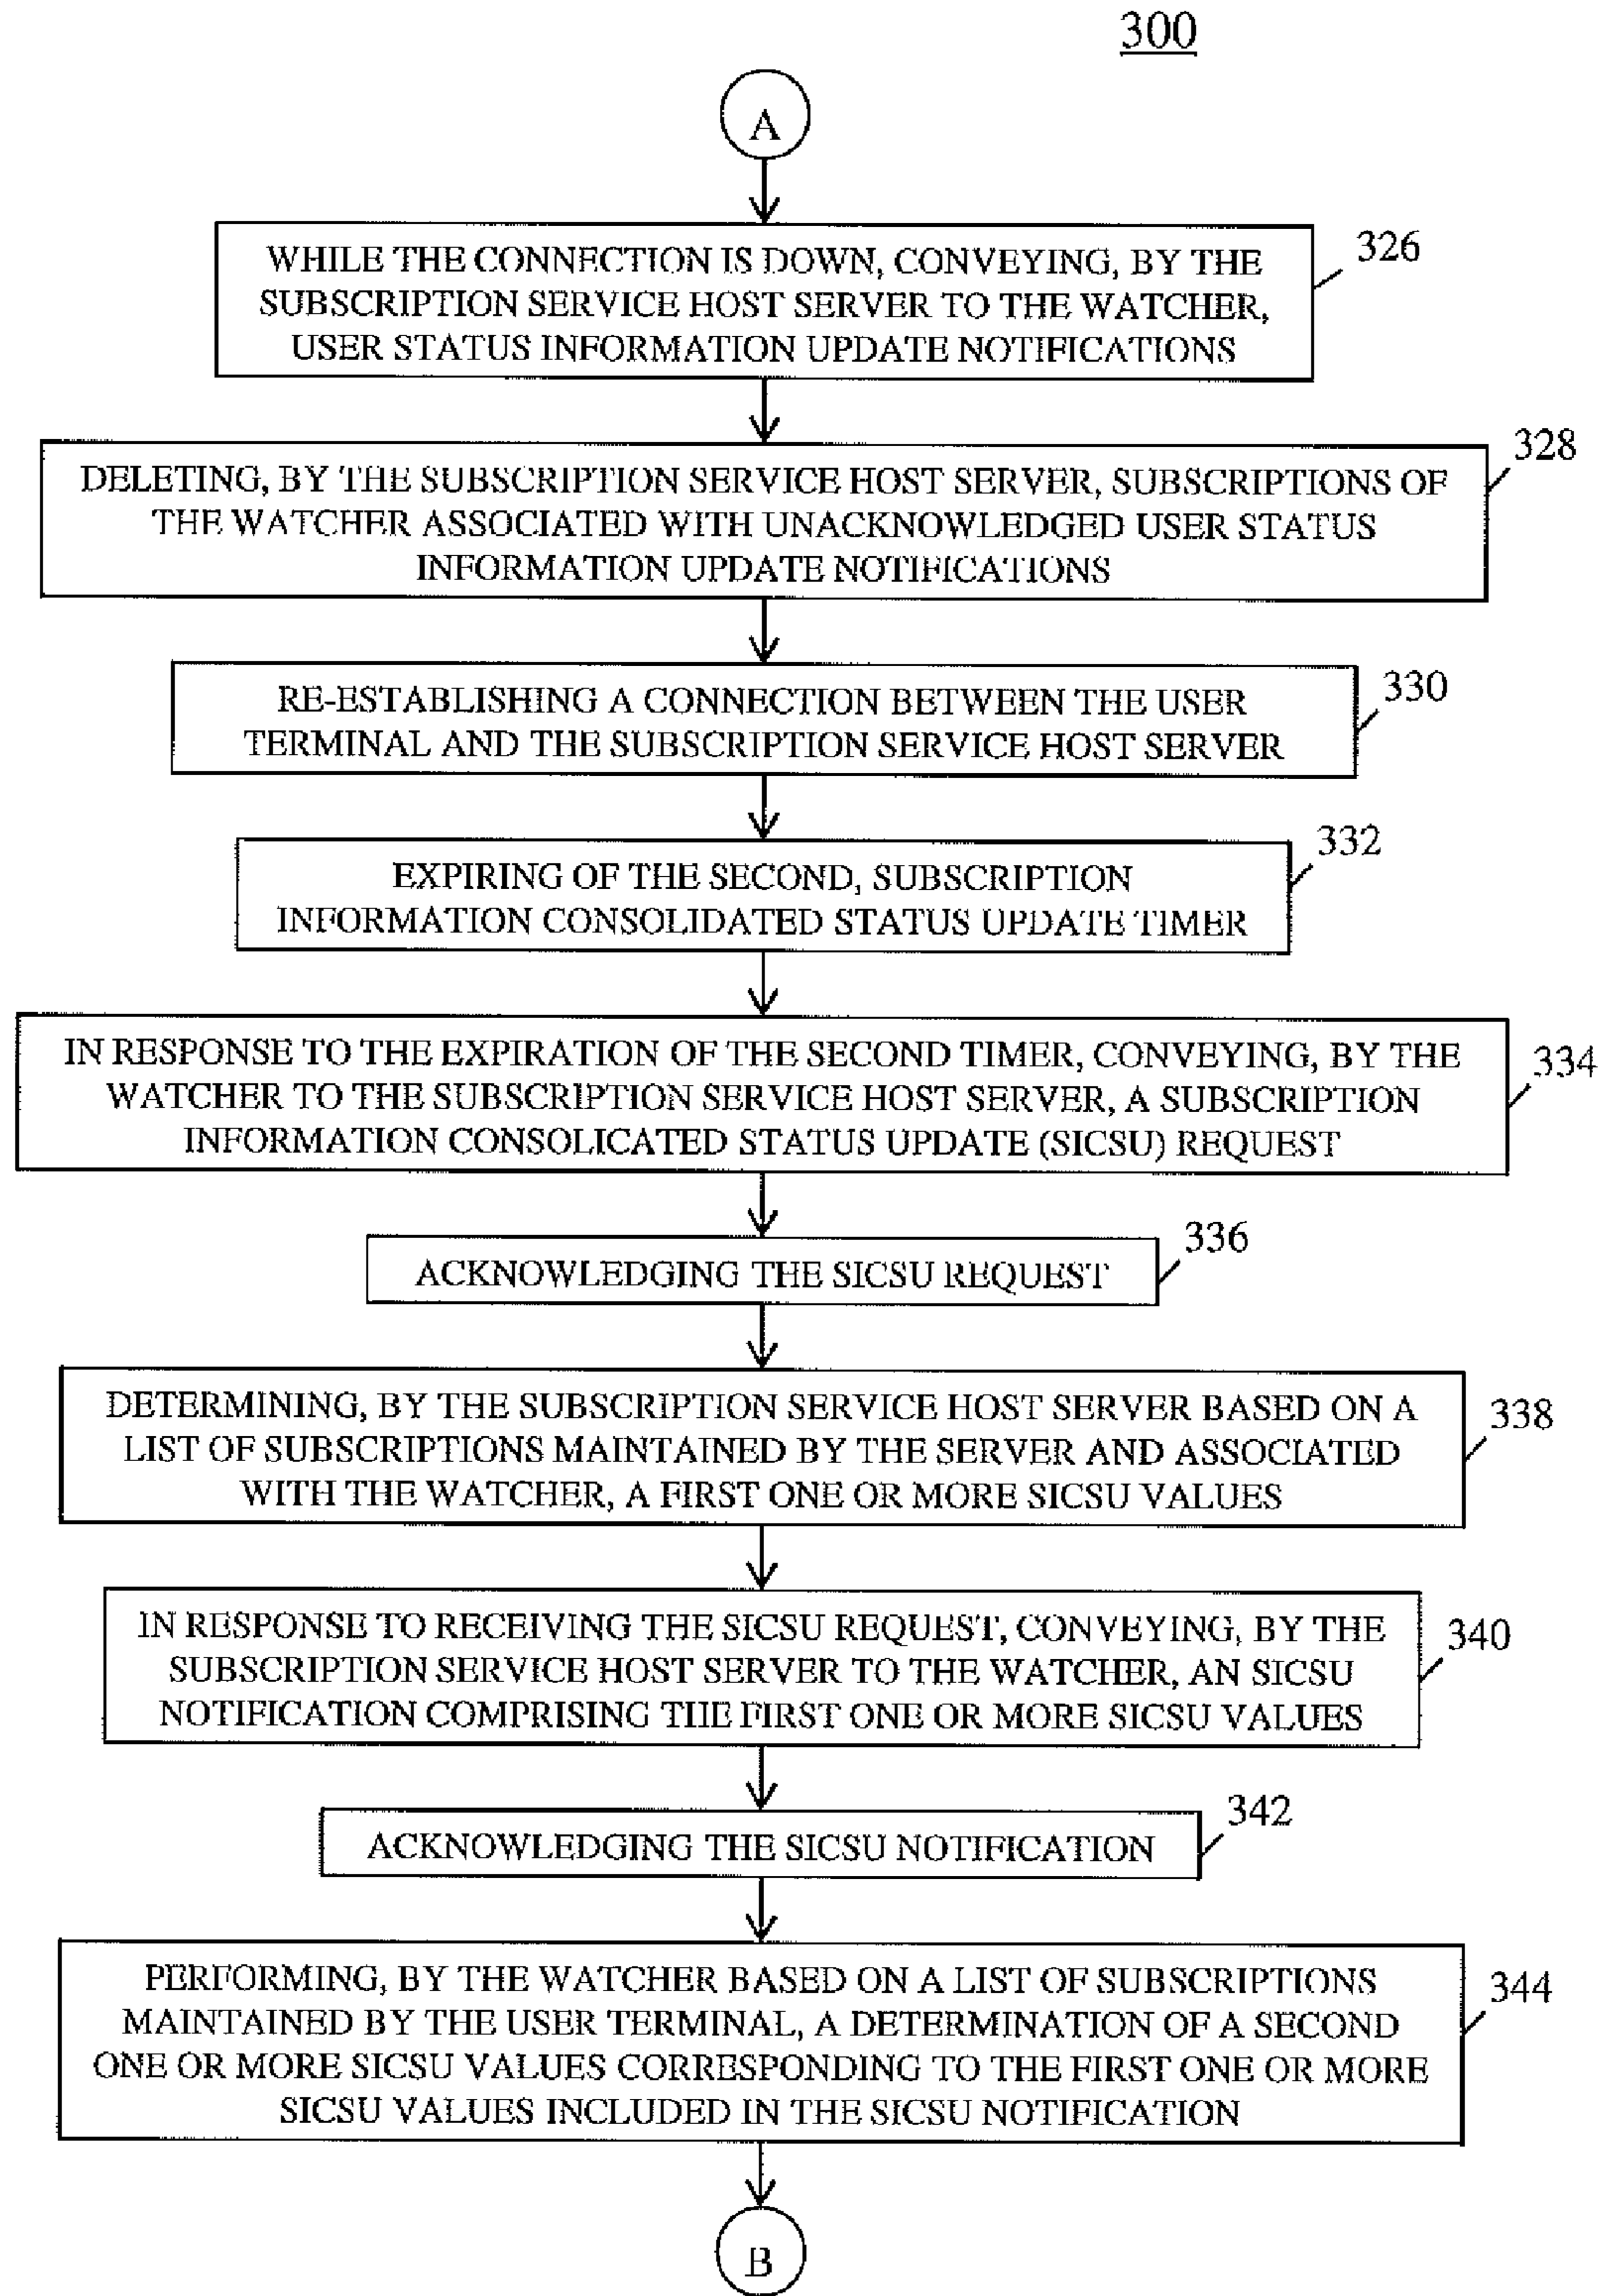 300
A
WHILE THE CONNECTION IS DOWN, CONVEYING, BY THE
SUBSCRIPTION SERVICE HOST SERVER TO THE WATCHER,
USER STATUS INFORMATION UPDATE NOTIFICATIONS
326
DELETING, BY THE SUBSCRIPTION SERVICE HOST SERVER, SUBSCRIPTIONS OF
THE WATCHER ASSOCIATED WITH UNACKNOWLEDGED USER STATUS
INFORMATION UPDATE NOTIFICATIONS
328
RE-ESTABLISHING A CONNECTION BETWEEN THE USER
TERMINAL AND THE SUBSCRIPTION SERVICE HOST SERVER
330
EXPIRING OF THE SECOND, SUBSCRIPTION
INFORMATION CONSOLIDATED STATUS UPDATE TIMER
332
IN RESPONSE TO THE EXPIRATION OF THE SECOND TIMER, CONVEYING, BY THE
WATCHER TO THE SUBSCRIPTION SERVICE HOST SERVER, A SUBSCRIPTION
INFORMATION CONSOLICATED STATUS UPDATE (SICSU) REQUEST
334
ACKNOWLEDGING THE SICSU REQUEST
336
DETERMINING, BY THE SUBSCRIPTION SERVICE HOST SERVER BASED ON A
LIST OF SUBSCRIPTIONS MAINTAINED BY THE SERVER AND ASSOCIATED
WITH THE WATCHER, A FIRST ONE OR MORE SICSU VALUES
338
IN RESPONSE TO RECEIVING THE SICSU REQUEST, CONVEYING, BY THE
SUBSCRIPTION SERVICE HOST SERVER TO THE WATCHER, AN SICSU
NOTIFICATION COMPRISING THE FIRST ONE OR MORE SICSU VALUES
340
ACKNOWLEDGING THE SICSU NOTIFICATION
342
PERFORMING, BY THE WATCHER BASED ON A LIST OF SUBSCRIPTIONS
MAINTAINED BY THE USER TERMINAL, A DETERMINATION OF A SECOND
ONE OR MORE SICSU VALUES CORRESPONDING TO THE FIRST ONE OR MORE
SICSU VALUES INCLUDED IN THE SICSU NOTIFICATION
344
B